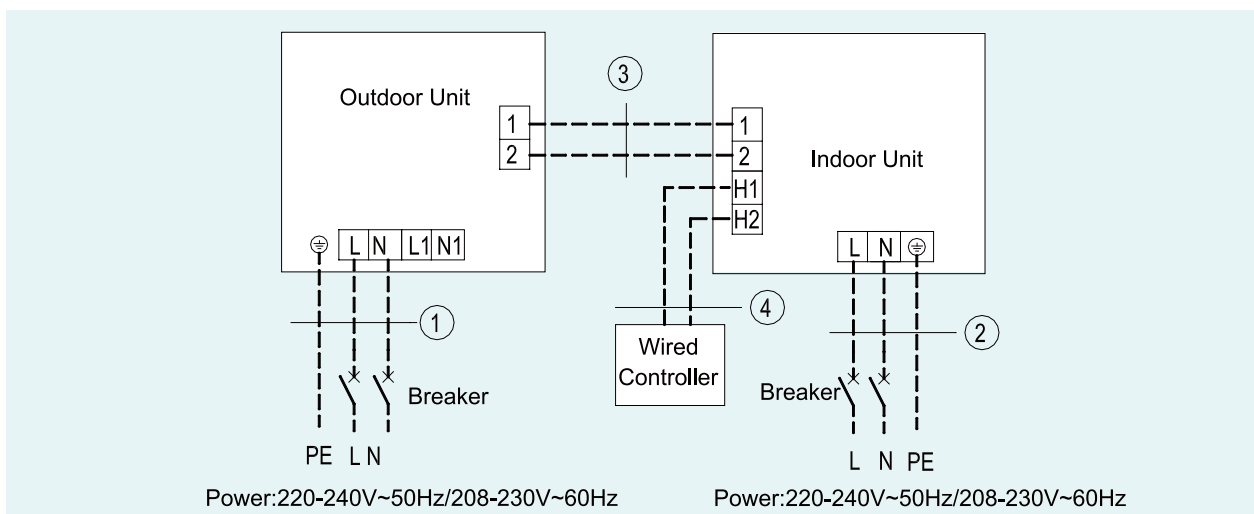 Outdoor Unit
1
2
⏚ L N L1 N1
①
Breaker
PE L N
Power:220-240V~50Hz/208-230V~60Hz
③
1
2
H1
H2
Indoor Unit
L N ⏚
④
Wired
Controller
②
Breaker
L N PE
Power:220-240V~50Hz/208-230V~60Hz